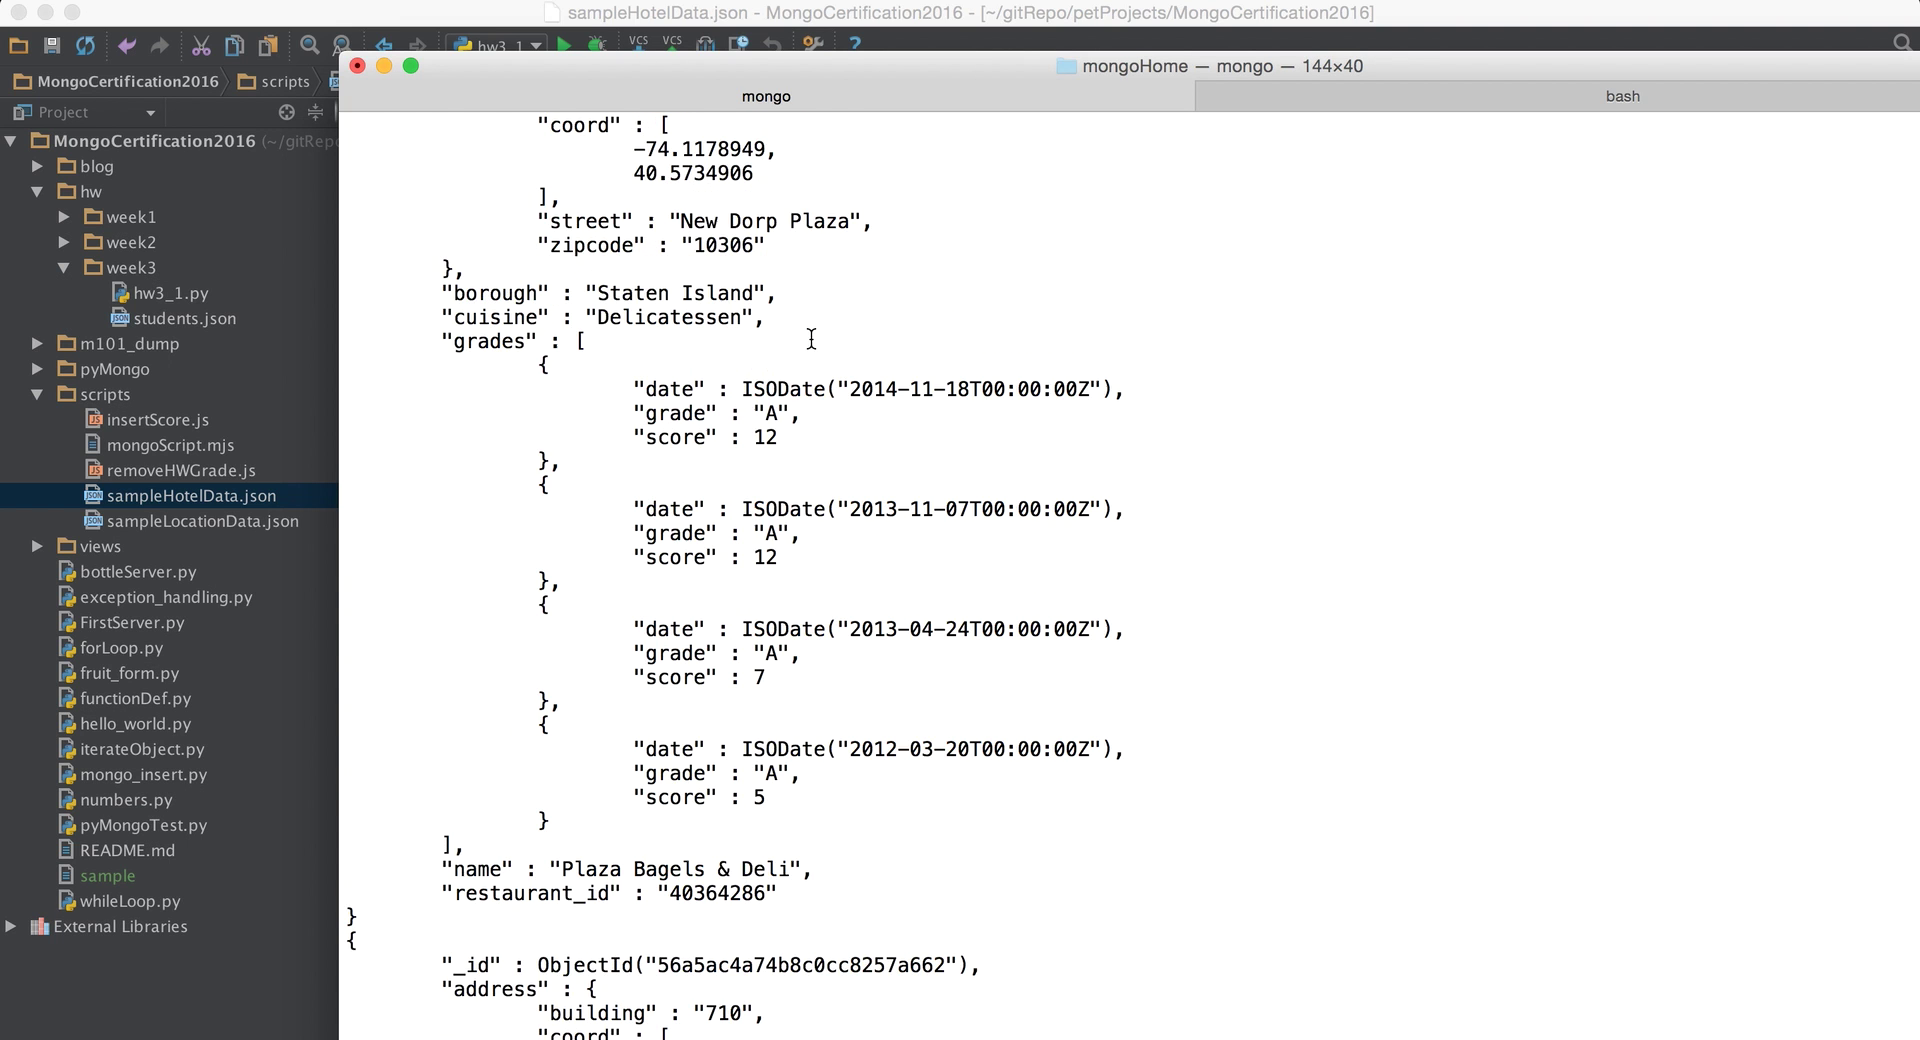 sampleHotelData.json - MongoCertification2016 - [~/gitRepo/petProjects/MongoCertification2016]
hw3_1
VCS
VCS
?
MongoCertification2016
scripts
mongoHome — mongo — 144×40
mongo
bash
Project
MongoCertification2016 (~/gitRepo
blog
hw
week1
week2
week3
hw3_1.py
students.json
m101_dump
pyMongo
scripts
insertScore.js
mongoScript.mjs
removeHWGrade.js
sampleHotelData.json
sampleLocationData.json
views
bottleServer.py
exception_handling.py
FirstServer.py
forLoop.py
fruit_form.py
functionDef.py
hello_world.py
iterateObject.py
mongo_insert.py
numbers.py
pyMongoTest.py
README.md
sample
whileLoop.py
External Libraries
"coord" : [
-74.1178949,
40.5734906
],
"street" : "New Dorp Plaza",
"zipcode" : "10306"
},
"borough" : "Staten Island",
"cuisine" : "Delicatessen",
"grades" : [
{
"date" : ISODate("2014-11-18T00:00:00Z"),
"grade" : "A",
"score" : 12
},
{
"date" : ISODate("2013-11-07T00:00:00Z"),
"grade" : "A",
"score" : 12
},
{
"date" : ISODate("2013-04-24T00:00:00Z"),
"grade" : "A",
"score" : 7
},
{
"date" : ISODate("2012-03-20T00:00:00Z"),
"grade" : "A",
"score" : 5
}
],
"name" : "Plaza Bagels & Deli",
"restaurant_id" : "40364286"
}
{
"_id" : ObjectId("56a5ac4a74b8c0cc8257a662"),
"address" : {
"building" : "710",
"coord" : [